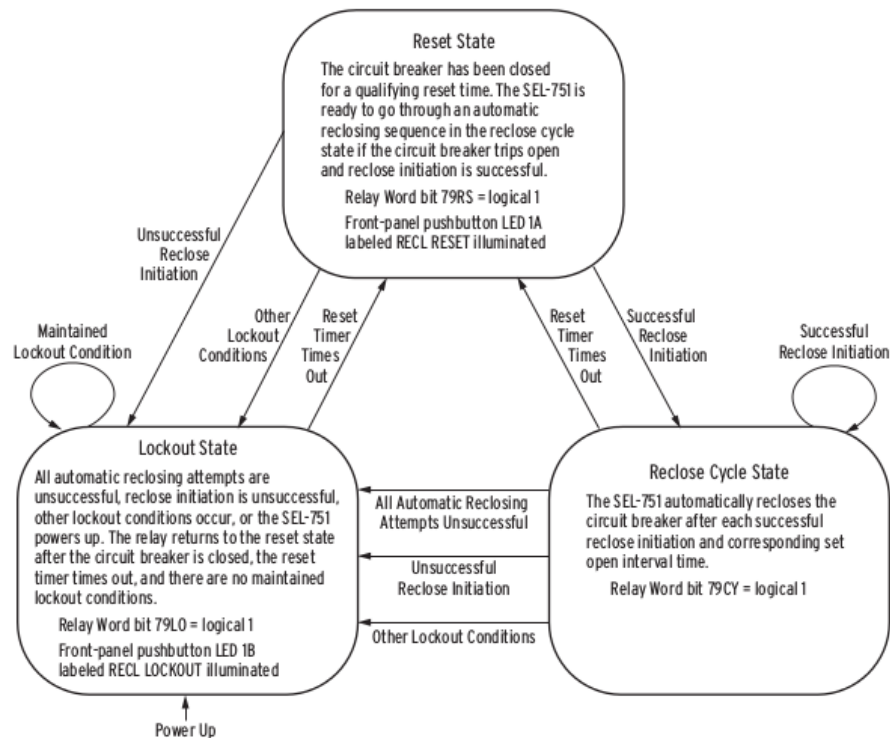 Reset State
The circuit breaker has been closed
for a qualifying reset time. The SEL-751 is
ready to go through an automatic
reclosing sequence in the reclose cycle
state if the circuit breaker trips open
and reclose initiation is successful.
Relay Word bit 79RS = logical 1
Front-panel pushbutton LED 1A
labeled RECL RESET illuminated
Unsuccessful
Reclose
Initiation
Other
Lockout
Conditions
Reset
Timer
Times
Out
Reset
Timer
Times
Out
Successful
Reclose
Initiation
Maintained
Lockout Condition
Successful
Reclose Initiation
Lockout State
All automatic reclosing attempts are
unsuccessful, reclose initiation is unsuccessful,
other lockout conditions occur, or the SEL-751
powers up. The relay returns to the reset state
after the circuit breaker is closed, the reset
timer times out, and there are no maintained
lockout conditions.
Relay Word bit 79LO = logical 1
Front-panel pushbutton LED 1B
labeled RECL LOCKOUT illuminated
All Automatic Reclosing
Attempts Unsuccessful
Unsuccessful
Reclose Initiation
Other Lockout Conditions
Reclose Cycle State
The SEL-751 automatically recloses the
circuit breaker after each successful
reclose initiation and corresponding set
open interval time.
Relay Word bit 79CY = logical 1
Power Up